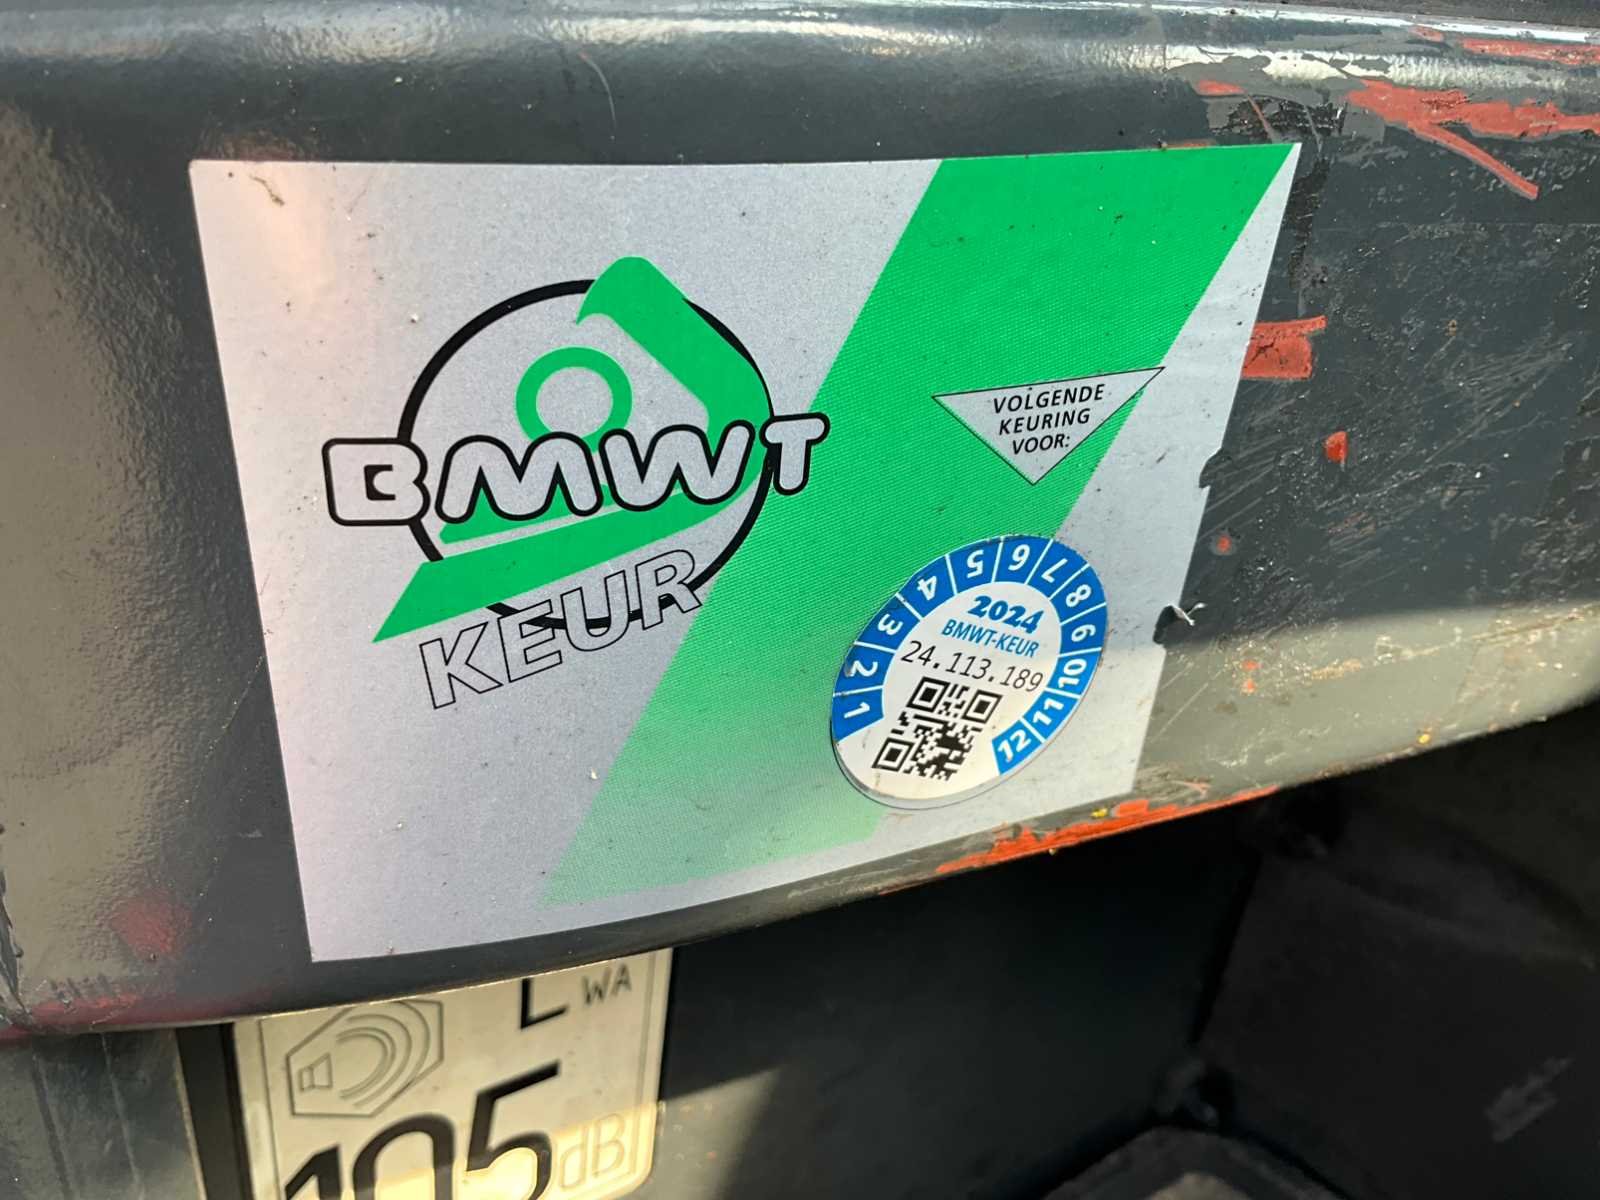 BMWT
KEUR
VOLGENDE
KEURING
VOOR:
1 2 3 4 5 6 7 8 9 10 11 12
2024
BMWT-KEUR
24.113.189
LWA
105 dB